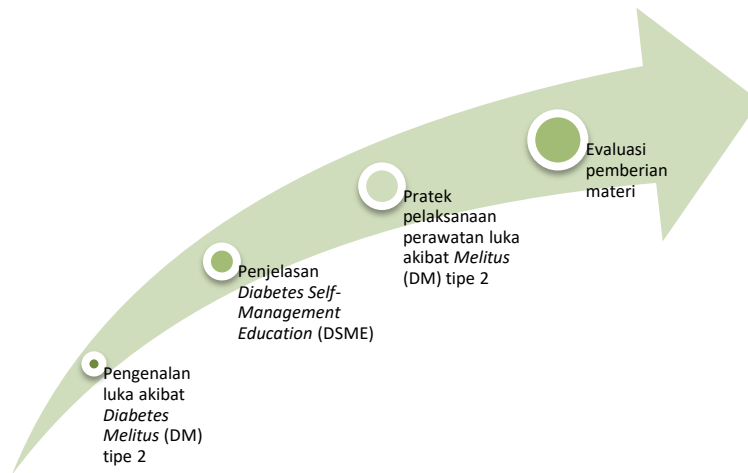 Pengenalan
luka akibat
Diabetes
Melitus (DM)
tipe 2
Penjelasan
Diabetes Self-
Management
Education (DSME)
Pratek
pelaksanaan
perawatan luka
akibat Melitus
(DM) tipe 2
Evaluasi
pemberian
materi